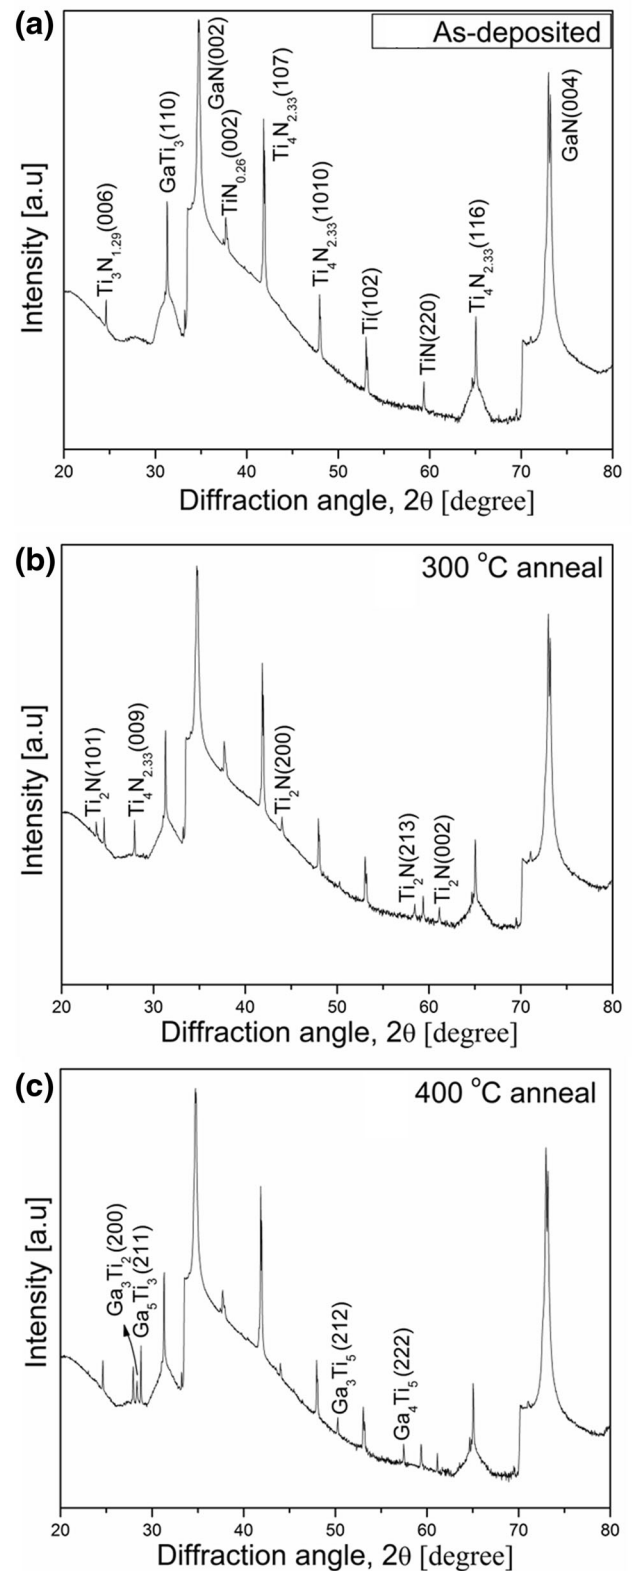 (a)
As-deposited
Intensity [a.u]
Ti3N1.29(006)
GaTi3(110)
GaN(002)
TiN0.26(002)
Ti4N2.33(107)
Ti4N2.33(1010)
Ti(102)
TiN(220)
Ti4N2.33(116)
GaN(004)
20 30 40 50 60 70 80
Diffraction angle, 2θ [degree]
(b)
300 °C anneal
Intensity [a.u]
Ti2N(101)
Ti4N2.33(009)
Ti2N(200)
Ti2N(213)
Ti2N(002)
20 30 40 50 60 70 80
Diffraction angle, 2θ [degree]
(c)
400 °C anneal
Intensity [a.u]
Ga3Ti2(200)
Ga5Ti3(211)
Ga3Ti5(212)
Ga4Ti5(222)
20 30 40 50 60 70 80
Diffraction angle, 2θ [degree]